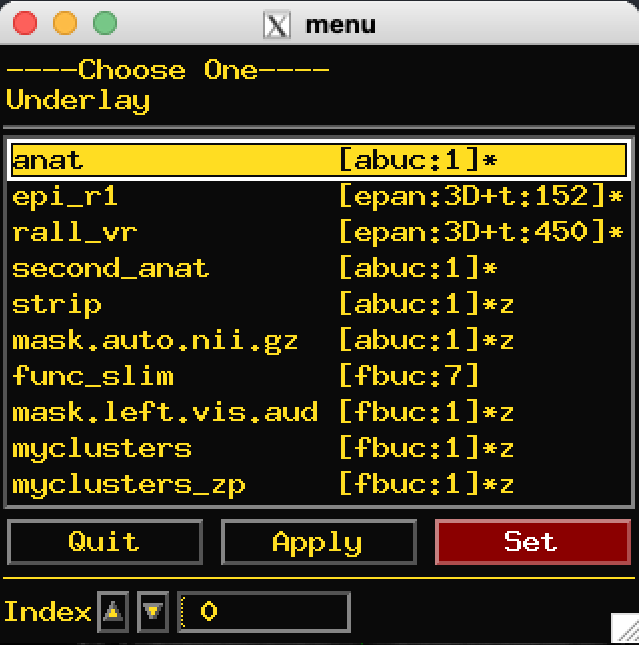 menu
----Choose One----
Underlay
anat [abuc:1]*
epi_r1 [epan:3D+t:152]*
rall_vr [epan:3D+t:450]*
second_anat [abuc:1]*
strip [abuc:1]*z
mask.auto.nii.gz [abuc:1]*z
func_slim [fbuc:7]
mask.left.vis.aud [fbuc:1]*z
myclusters [fbuc:1]*z
myclusters_zp [fbuc:1]*z
Quit Apply Set
Index 0